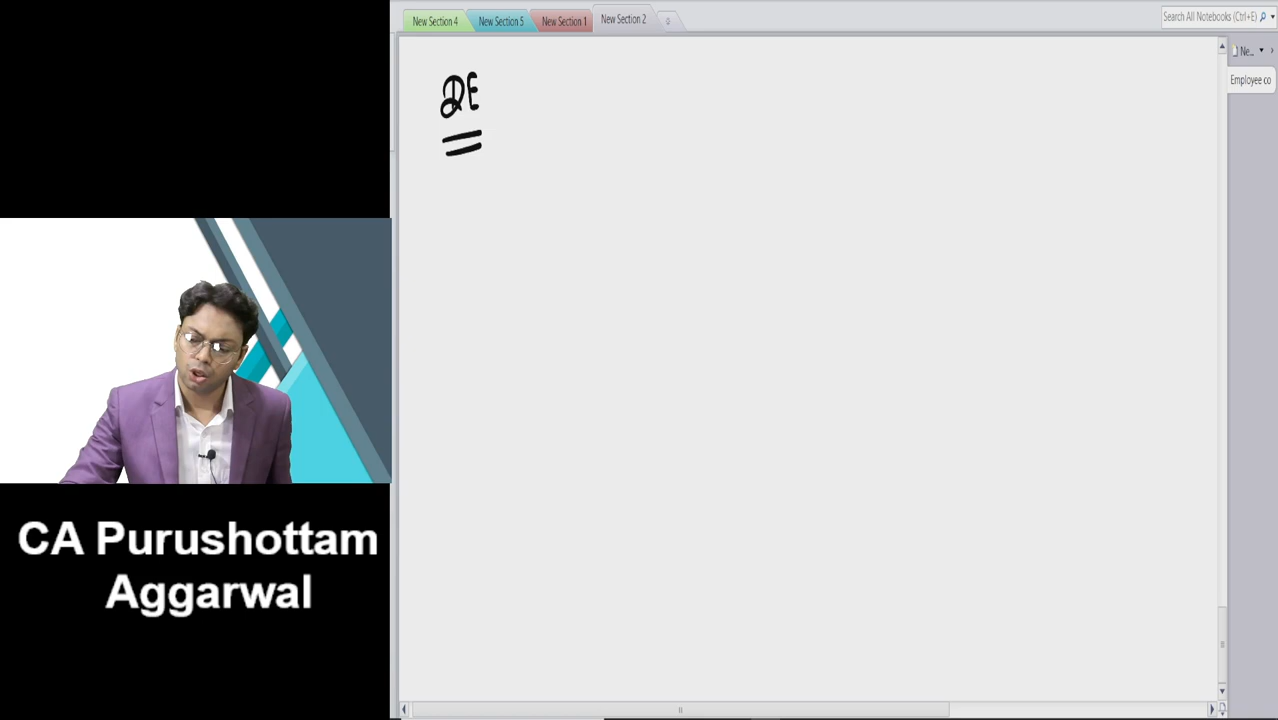 New Section 4 New Section 5 New Section 1 New Section 2
Search All Notebooks (Ctrl+E)
Ne...
Employee co
CA Purushottam
Aggarwal